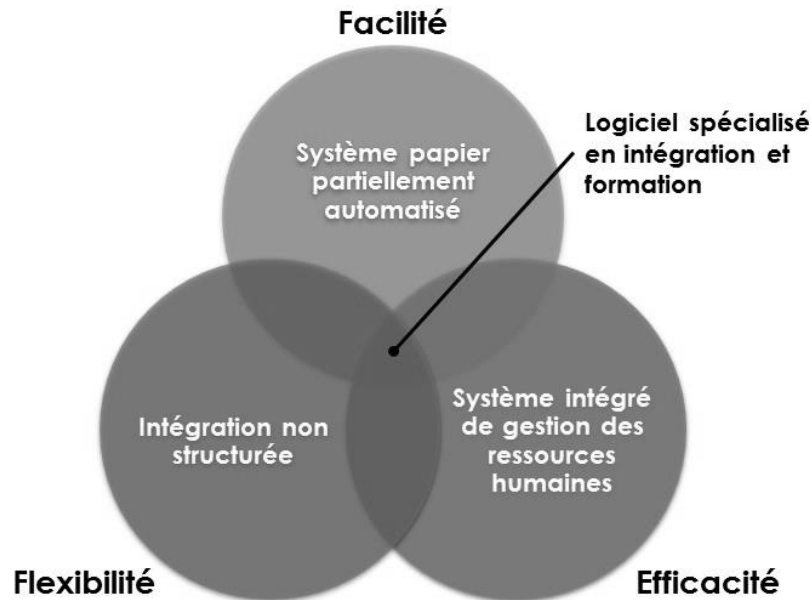 Facilité
Système papier
partiellement
automatisé
Logiciel spécialisé
en intégration et
formation
Intégration non
structurée
Système intégré
de gestion des
ressources
humaines
Flexibilité
Efficacité